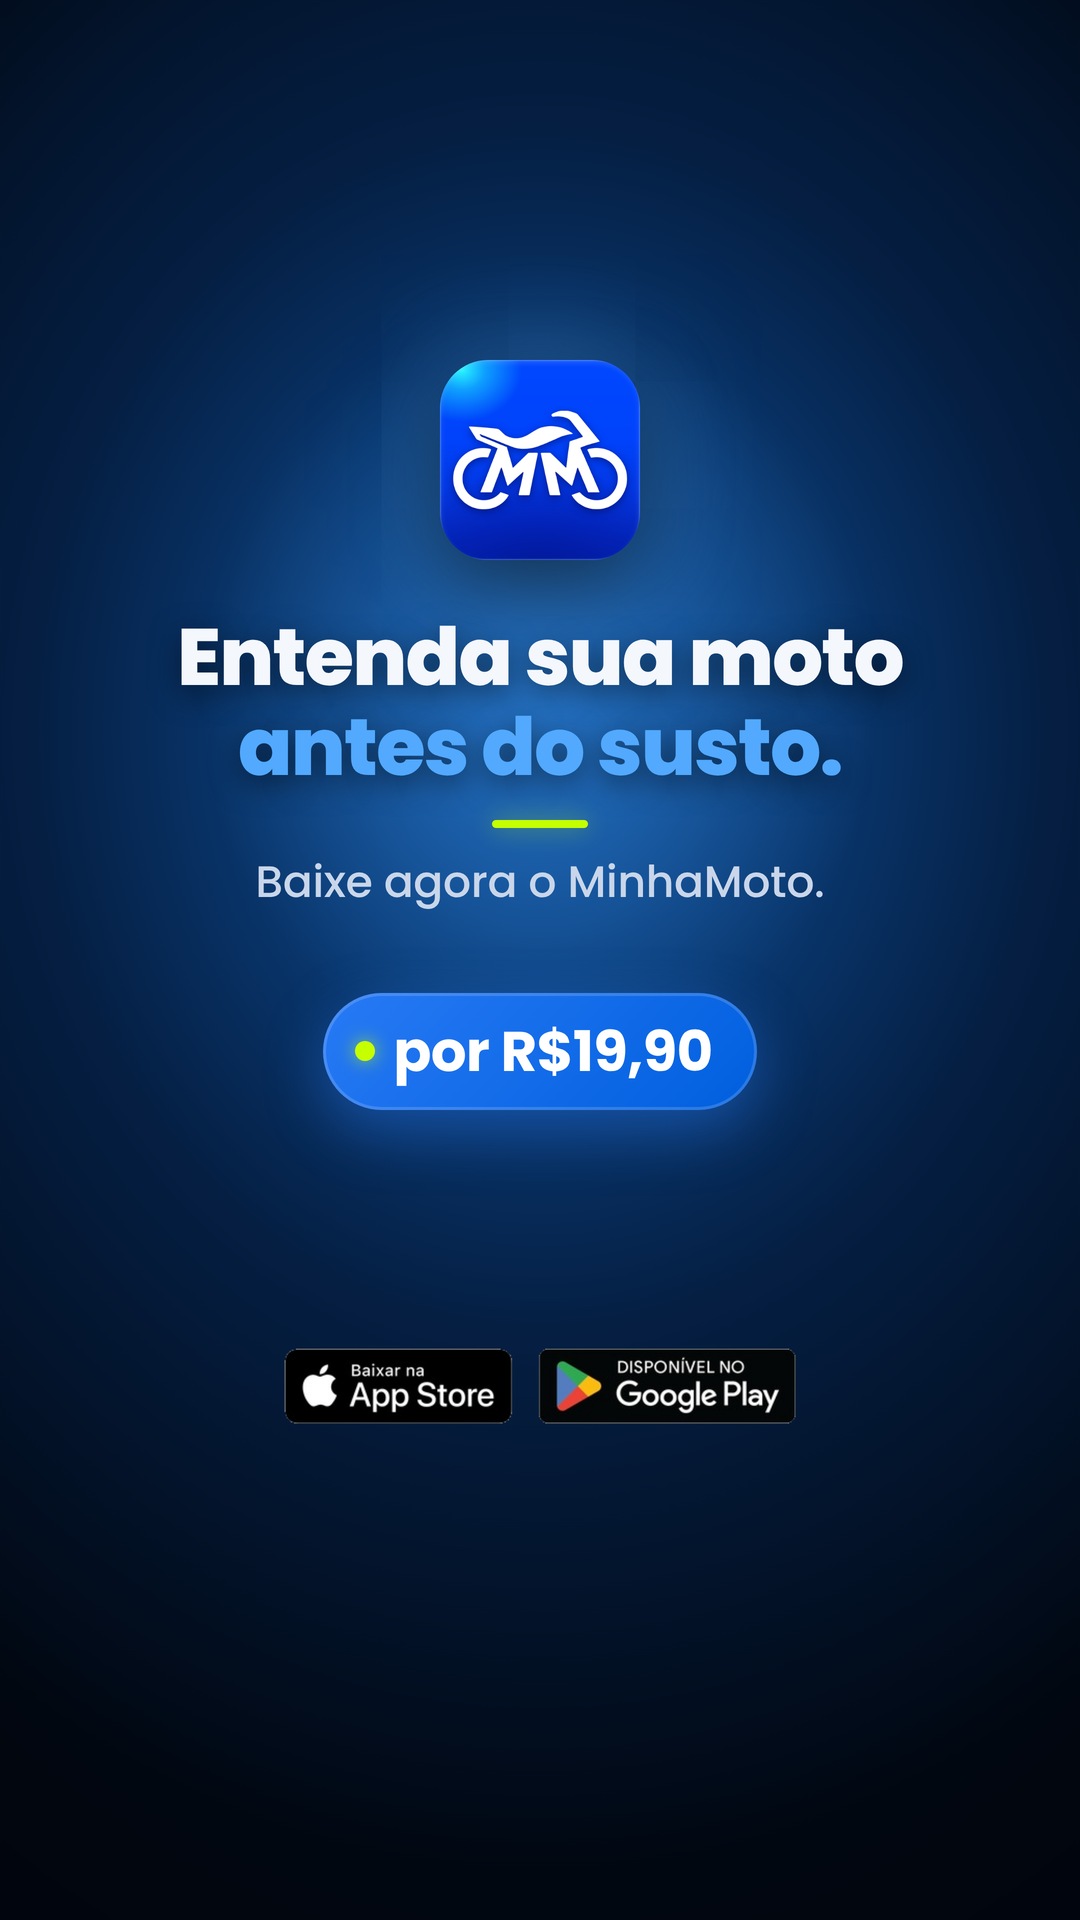 MM
Entenda sua moto
antes do susto.
Baixe agora o MinhaMoto.
por R$19,90
Baixar na
App Store
DISPONÍVEL NO
Google Play